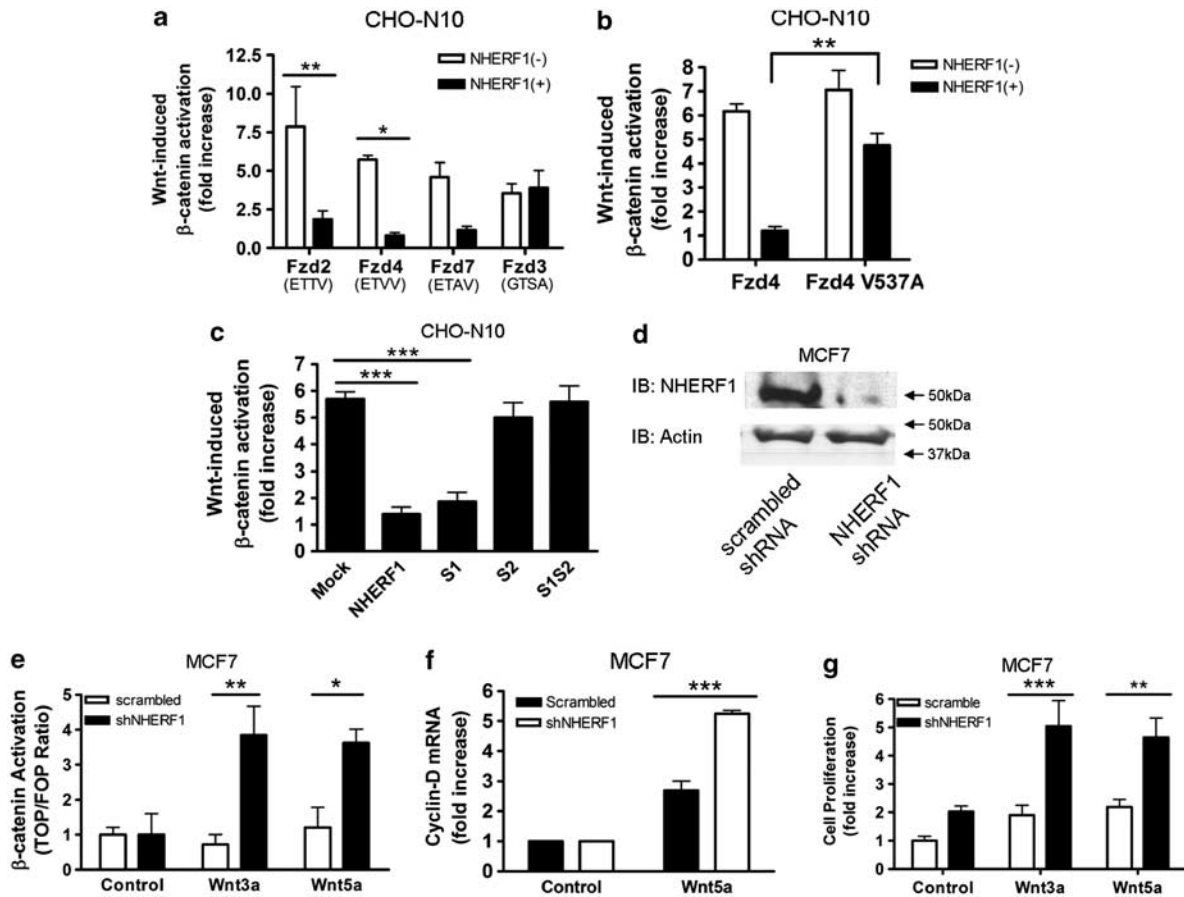 a
CHO-N10
Wnt-induced
β-catenin activation
(fold increase)
12.5
10.0
7.5
5.0
2.5
0.0
NHERF1(-)
NHERF1(+)
**
*
Fzd2 Fzd4 Fzd7 Fzd3
(ETTV) (ETVV) (ETAV) (GTSA)
b
CHO-N10
Wnt-induced
β-catenin activation
(fold increase)
8
7
6
5
4
3
2
1
0
**
NHERF1(-)
NHERF1(+)
Fzd4 Fzd4 V537A
c
CHO-N10
Wnt-induced
β-catenin activation
(fold increase)
7
6
5
4
3
2
1
0
***
***
Mock NHERF1 S1 S2 S1S2
d
MCF7
IB: NHERF1
50kDa
50kDa
IB: Actin
37kDa
scrambled
shRNA
NHERF1
shRNA
e
MCF7
β-catenin Activation
(TOP/FOP Ratio)
5
4
3
2
1
0
scrambled
shNHERF1
** *
Control Wnt3a Wnt5a
f
MCF7
Cyclin-D mRNA
(fold increase)
6
5
4
3
2
1
0
Scrambled
shNHERF1
***
Control Wnt5a
g
MCF7
Cell Proliferation
(fold increase)
6
5
4
3
2
1
0
scramble
shNHERF1
*** **
Control Wnt3a Wnt5a